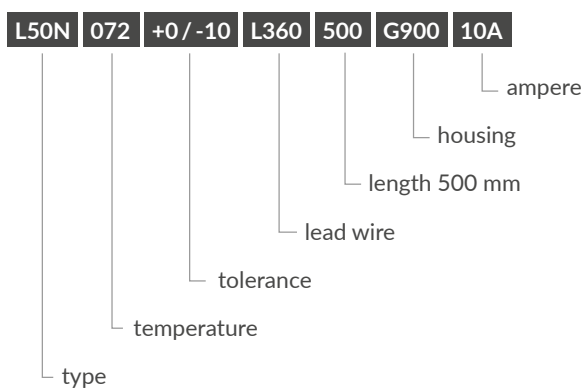 L50N 072 +0 / -10 L360 500 G900 10A
ampere
housing
length 500 mm
lead wire
tolerance
temperature
type